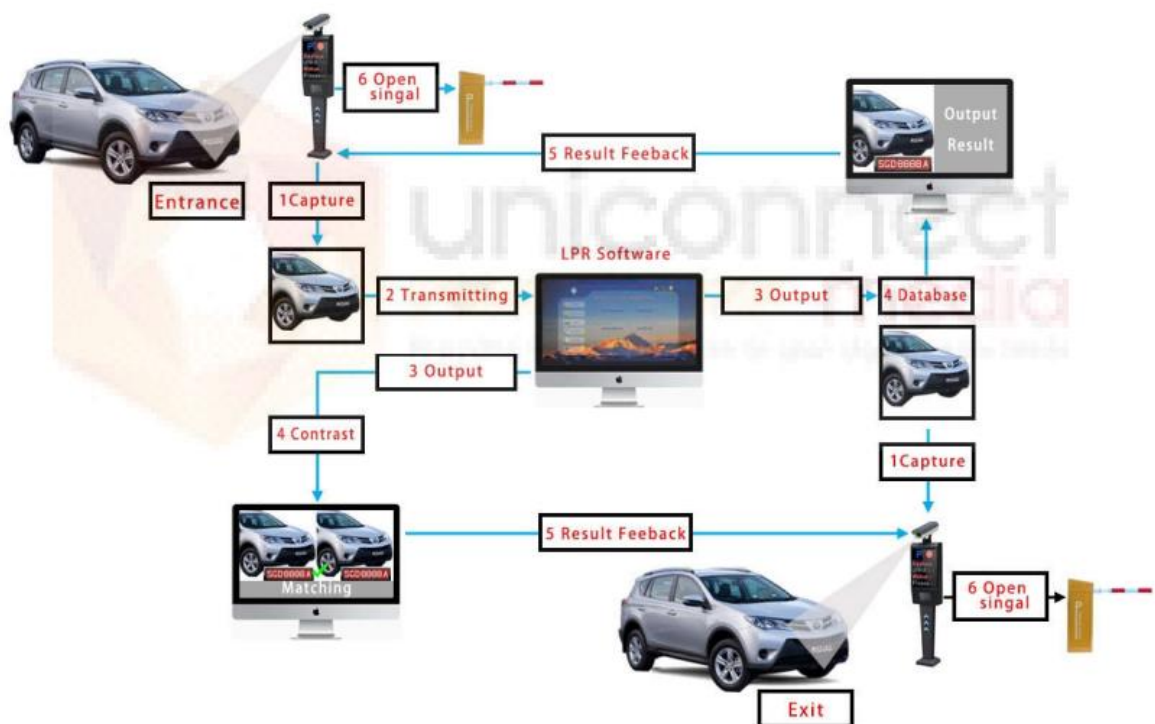 6 Open
singal
5 Result Feeback
Output
Result
SGD8888A
Entrance
1Capture
uniconnect
media
LPR Software
2 Transmitting
3 Output
4 Database
3 Output
4 Contrast
1Capture
SGD8888A
SGD8888A
Matching
5 Result Feeback
6 Open
singal
Exit